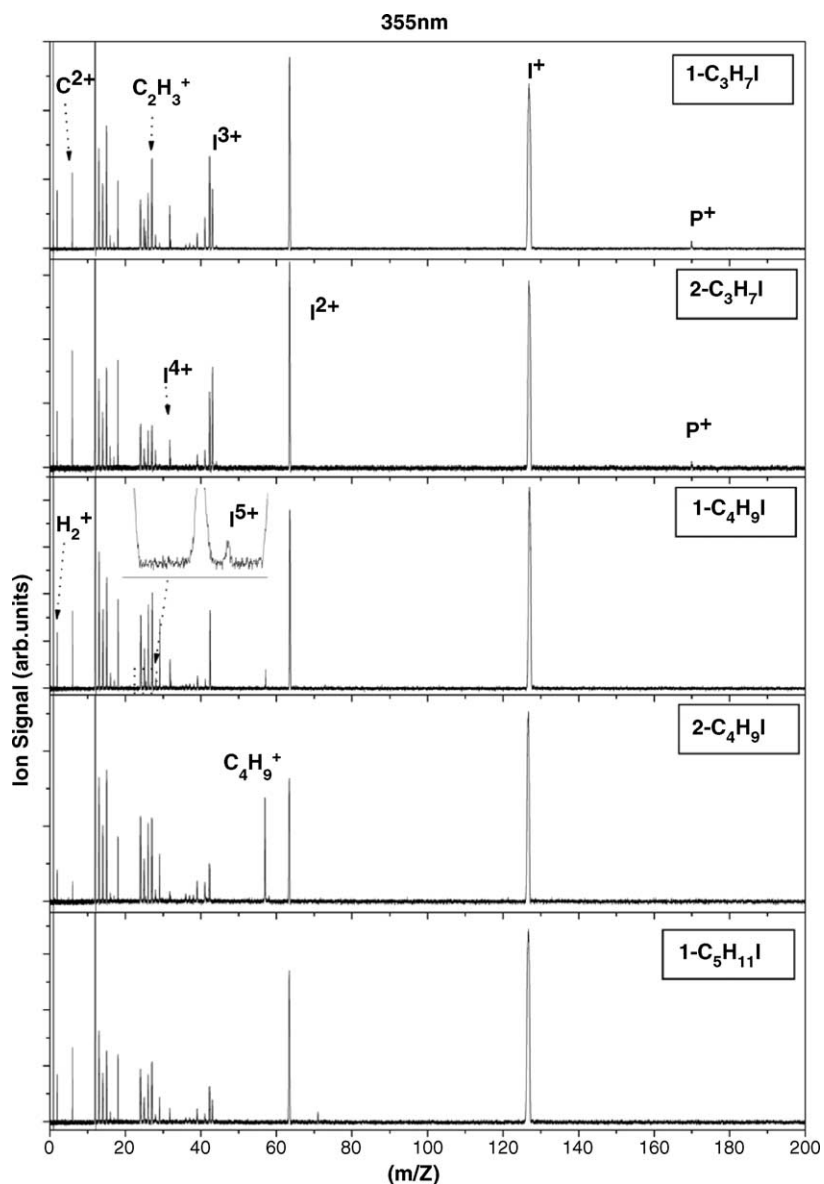 355nm
C²⁺
C₂H₃⁺
I³⁺
I⁺
P⁺
1-C₃H₇I
I⁴⁺
I²⁺
P⁺
2-C₃H₇I
H₂⁺
I⁵⁺
1-C₄H₉I
C₄H₉⁺
2-C₄H₉I
1-C₅H₁₁I
Ion Signal (arb.units)
0 20 40 60 80 100 120 140 160 180 200
(m/Z)